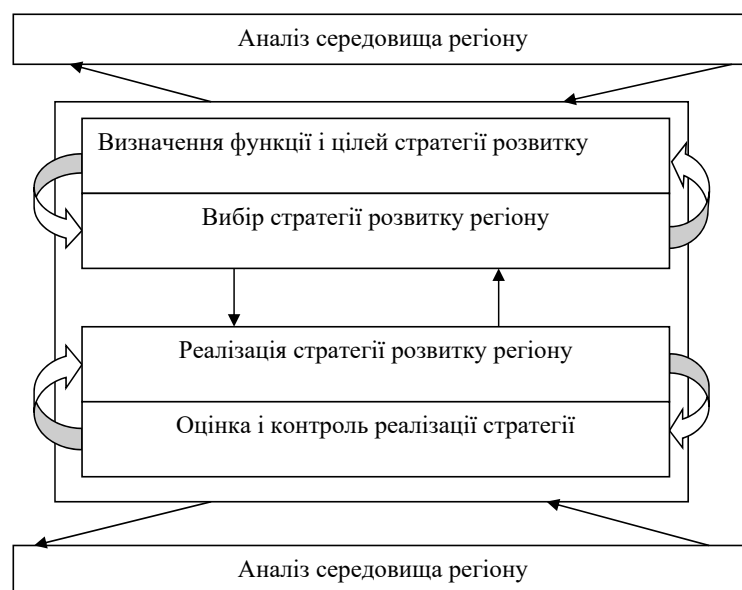 Аналіз середовища регіону
Визначення функції і цілей стратегії розвитку
Вибір стратегії розвитку регіону
Реалізація стратегії розвитку регіону
Оцінка і контроль реалізації стратегії
Аналіз середовища регіону